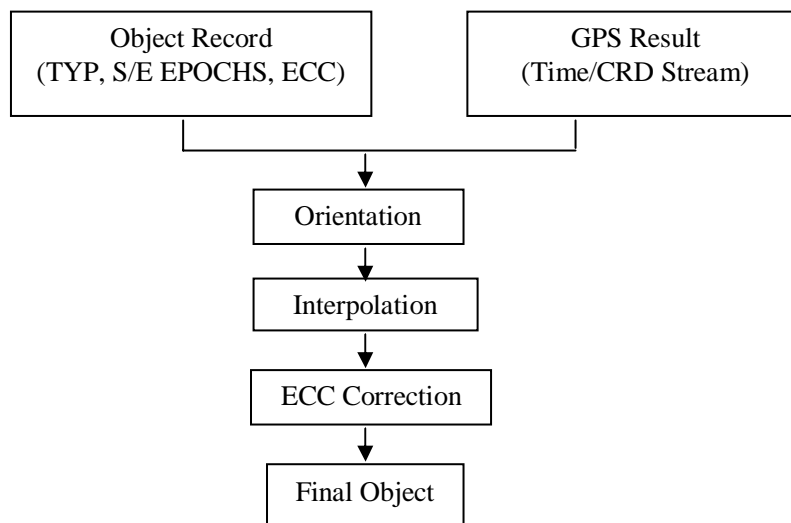 Object Record
(TYP, S/E EPOCHS, ECC)
GPS Result
(Time/CRD Stream)
Orientation
Interpolation
ECC Correction
Final Object